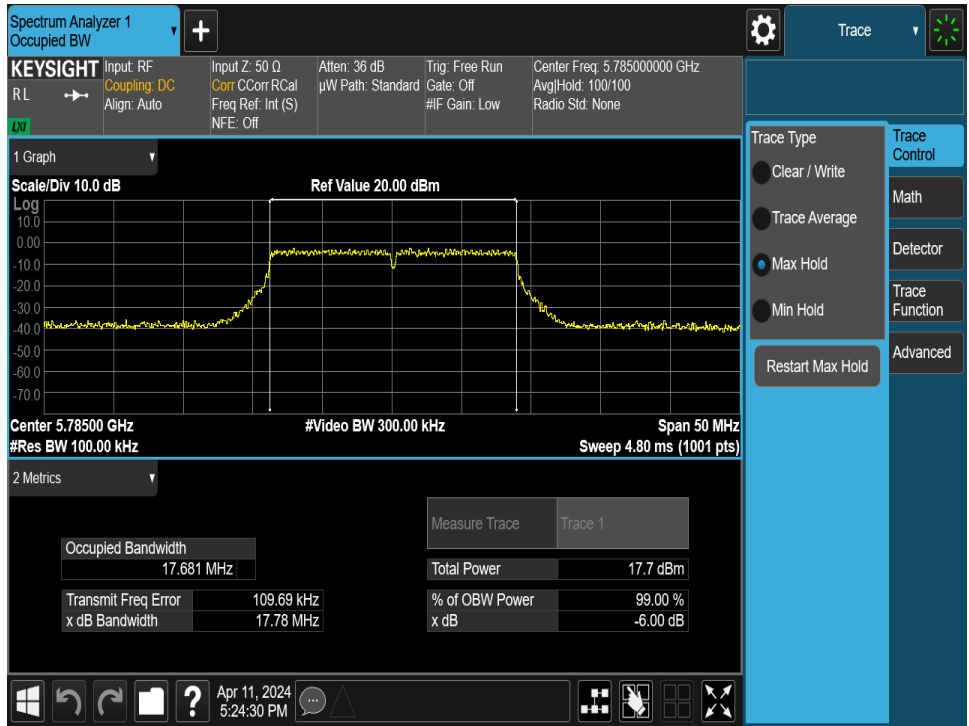 Spectrum Analyzer 1
Occupied BW
+
Trace
KEYSIGHT Input: RF Input Z: 50 Ω Atten: 36 dB Trig: Free Run Center Freq: 5.785000000 GHz
RL Coupling: DC Corr CCorr RCal µW Path: Standard Gate: Off Avg|Hold: 100/100
Align: Auto Freq Ref: Int (S) #IF Gain: Low Radio Std: None
LXI NFE: Off
1 Graph
Scale/Div 10.0 dB Ref Value 20.00 dBm
Log
10.0
0.00
-10.0
-20.0
-30.0
-40.0
-50.0
-60.0
-70.0
Center 5.78500 GHz #Video BW 300.00 kHz Span 50 MHz
#Res BW 100.00 kHz Sweep 4.80 ms (1001 pts)
2 Metrics
Measure Trace Trace 1
Occupied Bandwidth
17.681 MHz
Total Power 17.7 dBm
Transmit Freq Error 109.69 kHz % of OBW Power 99.00 %
x dB Bandwidth 17.78 MHz x dB -6.00 dB
Trace Type
Clear / Write
Trace Average
Max Hold
Min Hold
Restart Max Hold
Trace
Control
Math
Detector
Trace
Function
Advanced
? Apr 11, 2024
5:24:30 PM